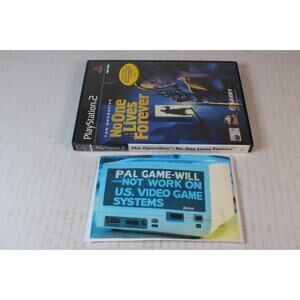 PlayStation.2
THE OPERATIVE
No One
Lives
Forever
SIERRA
The Operative: No One Lives Forever
PAL GAME-WILL
NOT WORK ON
U.S. VIDEO GAME
SYSTEMS